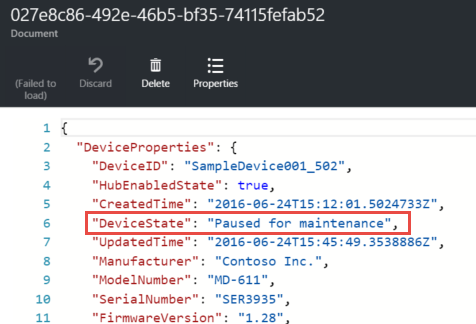 027e8c86-492e-46b5-bf35-74115fefab52
Document
(Failed to load)
Discard
Delete
Properties
1 {
2 "DeviceProperties": {
3 "DeviceID": "SampleDevice001_502",
4 "HubEnabledState": true,
5 "CreatedTime": "2016-06-24T15:12:01.5024733Z",
6 "DeviceState": "Paused for maintenance",
7 "UpdatedTime": "2016-06-24T15:45:49.3538886Z",
8 "Manufacturer": "Contoso Inc.",
9 "ModelNumber": "MD-611",
10 "SerialNumber": "SER3935",
11 "FirmwareVersion": "1.28",